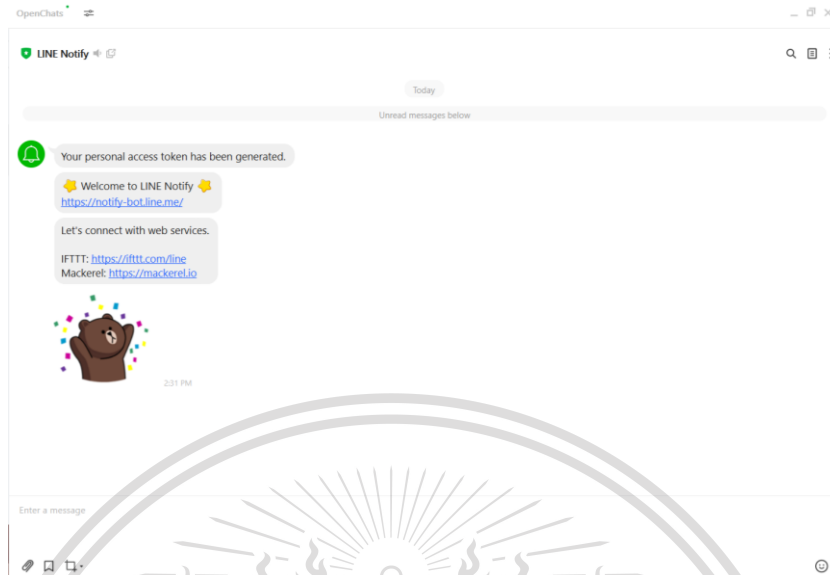 OpenChats
LINE Notify
Today
Unread messages below
Your personal access token has been generated.
Welcome to LINE Notify
https://notify-bot.line.me/
Let's connect with web services.
IFTTT: https://ifttt.com/line
Mackerel: https://mackerel.io
2:31 PM
Enter a message